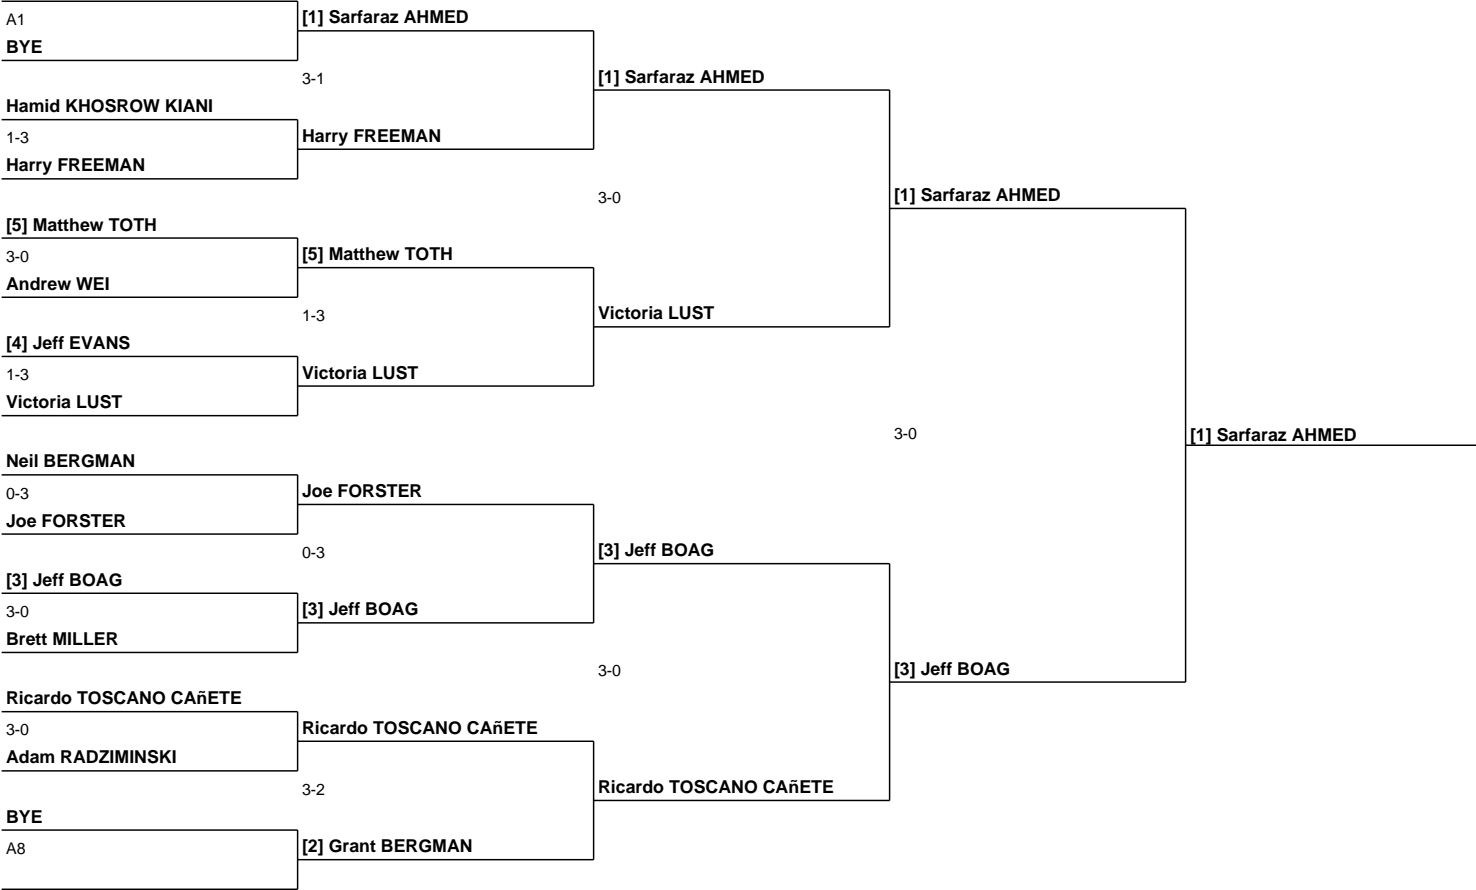 A1
BYE
[1] Sarfaraz AHMED
3-1
Hamid KHOSROW KIANI
1-3
Harry FREEMAN
Harry FREEMAN
[1] Sarfaraz AHMED
3-0
[5] Matthew TOTH
3-0
Andrew WEI
[5] Matthew TOTH
1-3
[4] Jeff EVANS
1-3
Victoria LUST
Victoria LUST
Victoria LUST
[1] Sarfaraz AHMED
3-0
[1] Sarfaraz AHMED
Neil BERGMAN
0-3
Joe FORSTER
Joe FORSTER
0-3
[3] Jeff BOAG
3-0
Brett MILLER
[3] Jeff BOAG
[3] Jeff BOAG
3-0
[3] Jeff BOAG
Ricardo TOSCANO CAñETE
3-0
Adam RADZIMINSKI
Ricardo TOSCANO CAñETE
3-2
BYE
A8
[2] Grant BERGMAN
Ricardo TOSCANO CAñETE